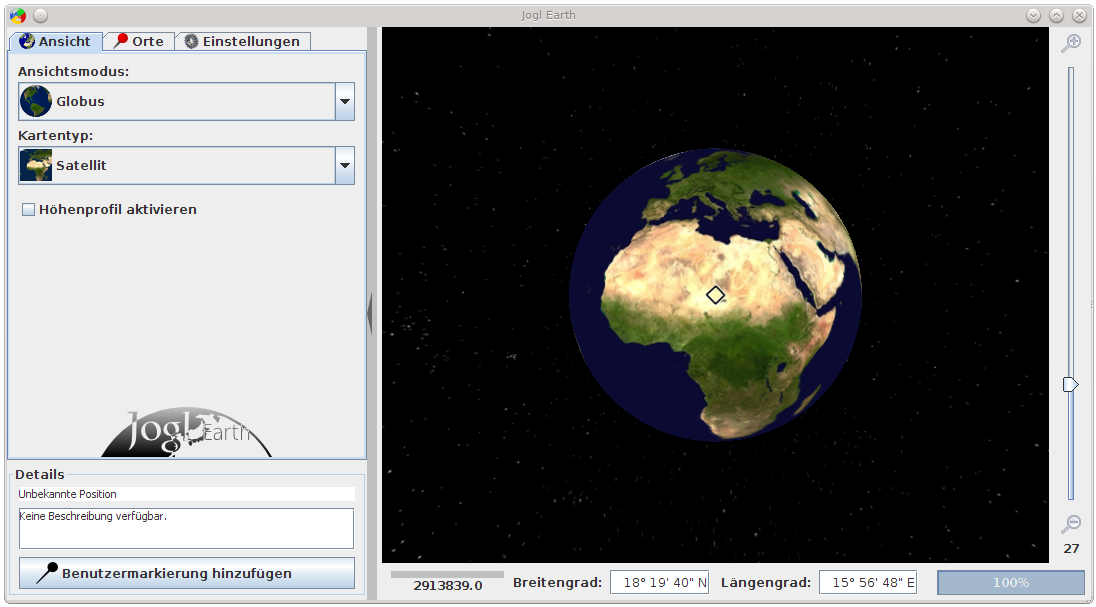 Jogl Earth
Ansicht Orte Einstellungen
Ansichtsmodus:
Globus
Kartentyp:
Satellit
Höhenprofil aktivieren
Jogl Earth
Details
Unbekannte Position
Keine Beschreibung verfügbar.
Benutzermarkierung hinzufügen
27
2913839.0 Breitengrad: 18° 19' 40" N Längengrad: 15° 56' 48" E 100%